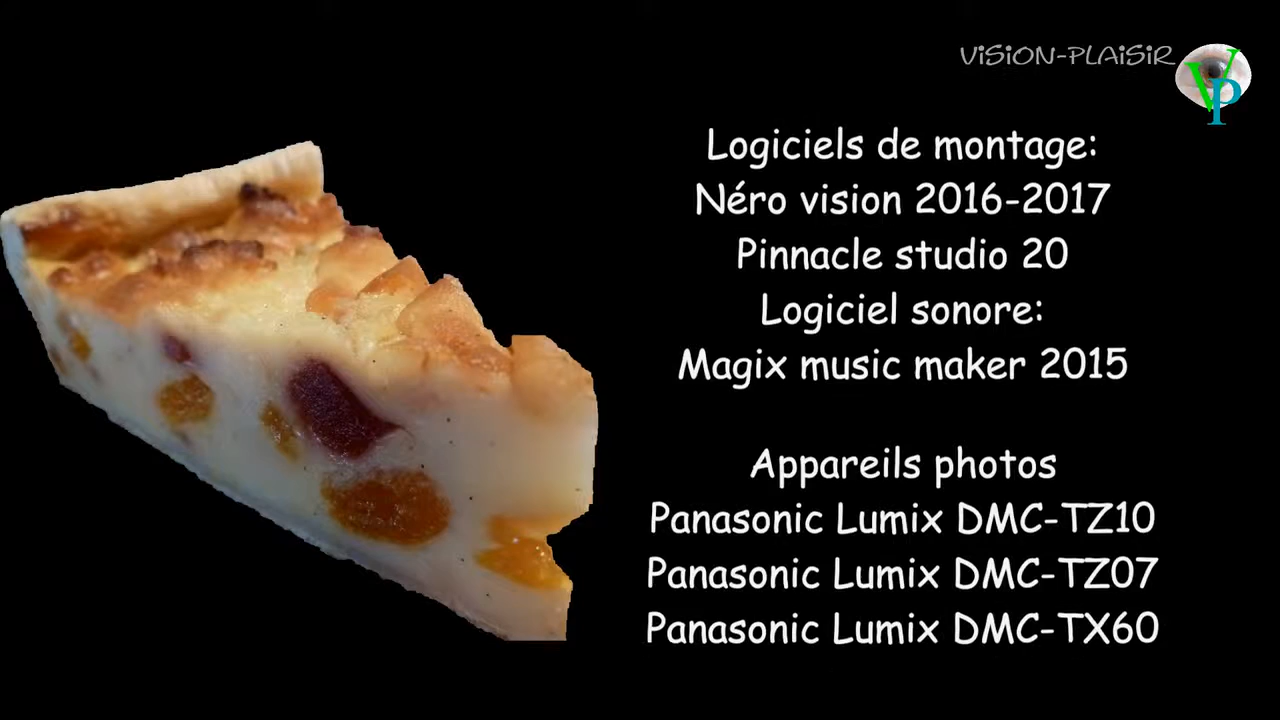 ViSiON-PLAiSiR
VP
Logiciels de montage:
Néro vision 2016-2017
Pinnacle studio 20
Logiciel sonore:
Magix music maker 2015
Appareils photos
Panasonic Lumix DMC-TZ10
Panasonic Lumix DMC-TZ07
Panasonic Lumix DMC-TX60